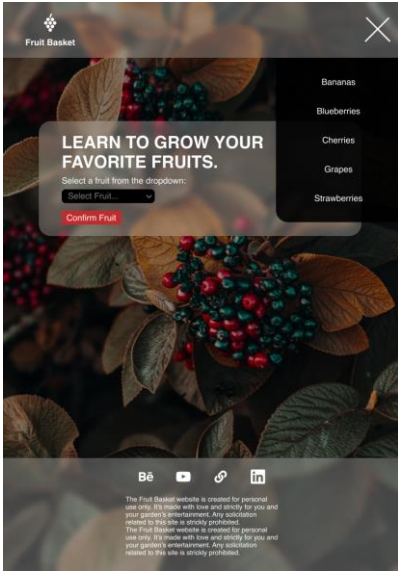 Fruit Basket
Bananas
Blueberries
Cherries
Grapes
Strawberries
LEARN TO GROW YOUR
FAVORITE FRUITS.
Select a fruit from the dropdown:
Select Fruit...
Confirm Fruit
Bē
in
The Fruit Basket website is created for personal
use only. It's made with love and strictly for you and
your garden's entertainment. Any solicitation
related to this site is strickly prohibited.
The Fruit Basket website is created for personal
use only. It's made with love and strictly for you and
your garden's entertainment. Any solicitation
related to this site is strickly prohibited.